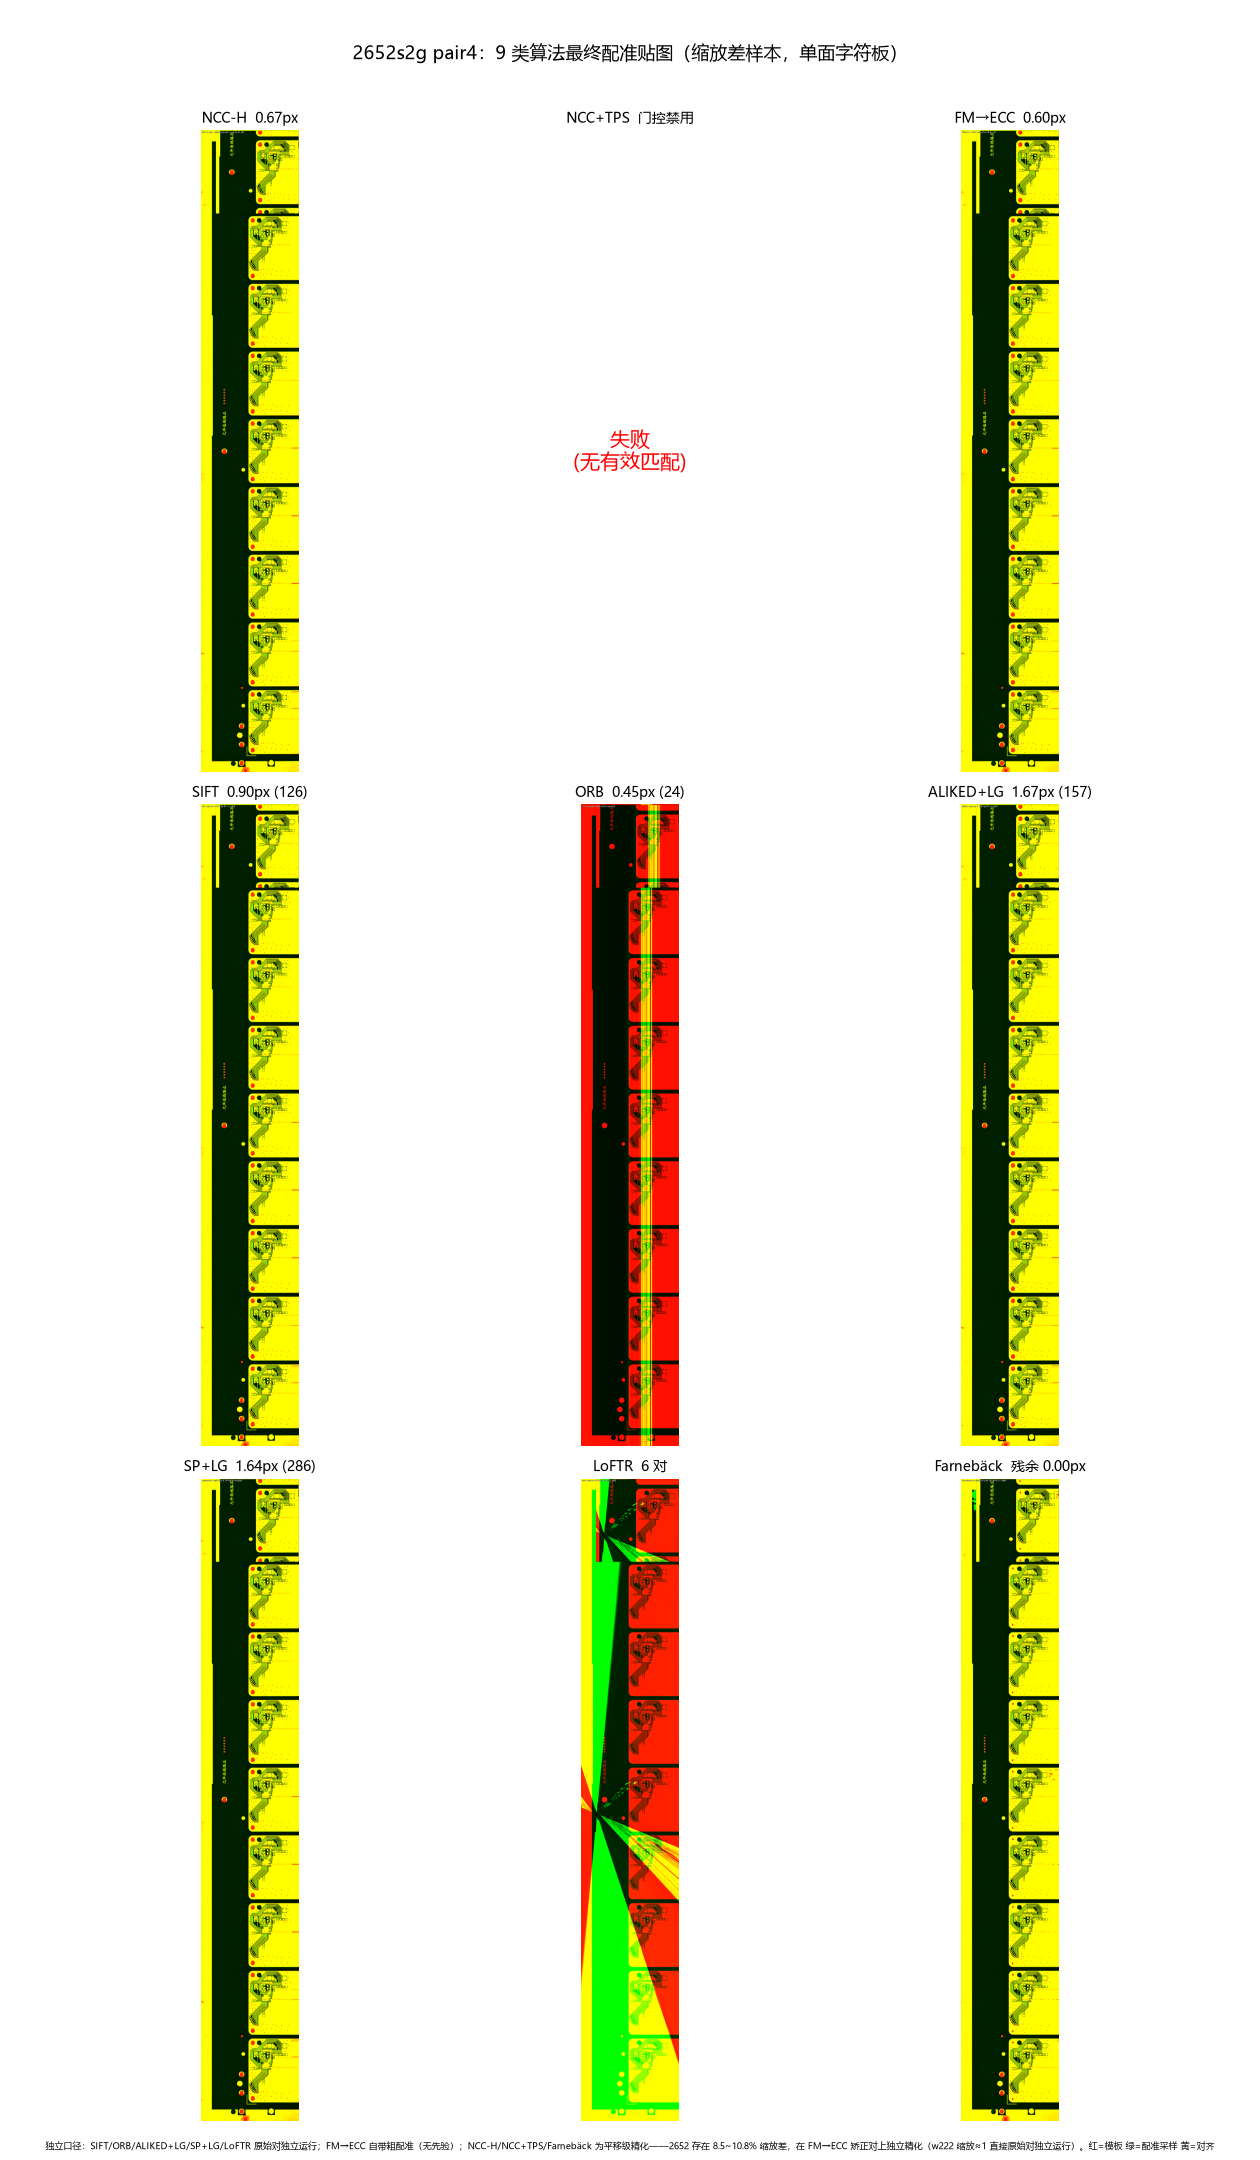 2652s2g pair4：9 类算法最终配准贴图（缩放差样本，单面字符板）
NCC-H 0.67px
NCC+TPS 门控禁用
FM→ECC 0.60px
失败
(无有效匹配)
SIFT 0.90px (126)
ORB 0.45px (24)
ALIKED+LG 1.67px (157)
SP+LG 1.64px (286)
LoFTR 6 对
Farnebäck 残余 0.00px
独立口径：SIFT/ORB/ALIKED+LG/SP+LG/LoFTR 原始对独立运行；FM→ECC 自带粗配准（无先验）；NCC-H/NCC+TPS/Farnebäck 为平移级精化——2652 存在 8.5~10.8% 缩放差，在 FM→ECC 矫正对上独立精化（w222 缩放≈1 直接原始对独立运行）。红=模板 绿=配准采样 黄=对齐